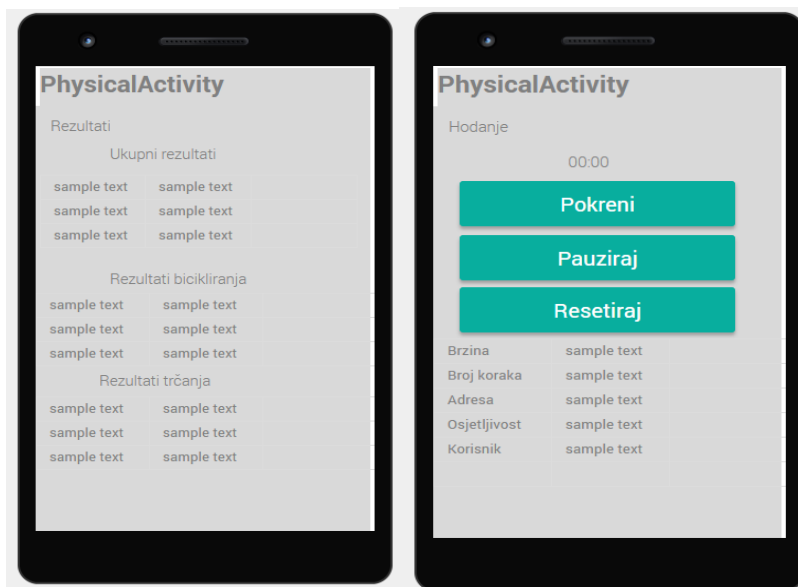 PhysicalActivity
Rezultati
Ukupni rezultati
sample text sample text
sample text sample text
sample text sample text
Rezultati bicikliranja
sample text sample text
sample text sample text
sample text sample text
Rezultati trčanja
sample text sample text
sample text sample text
sample text sample text
PhysicalActivity
Hodanje
00:00
Pokreni
Pauziraj
Resetiraj
Brzina sample text
Broj koraka sample text
Adresa sample text
Osjetljivost sample text
Korisnik sample text